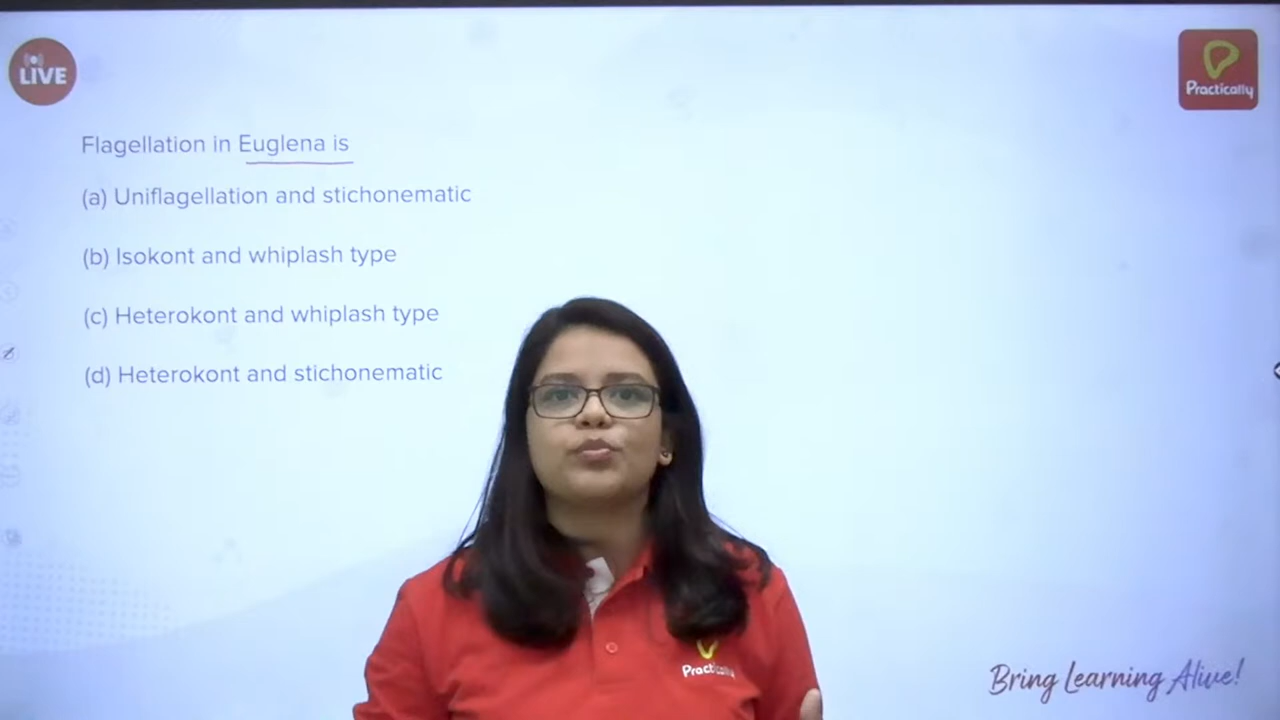 LIVE
Practically
Flagellation in Euglena is
(a) Uniflagellation and stichonematic
(b) Isokont and whiplash type
(c) Heterokont and whiplash type
(d) Heterokont and stichonematic
Practically
Bring Learning Alive!